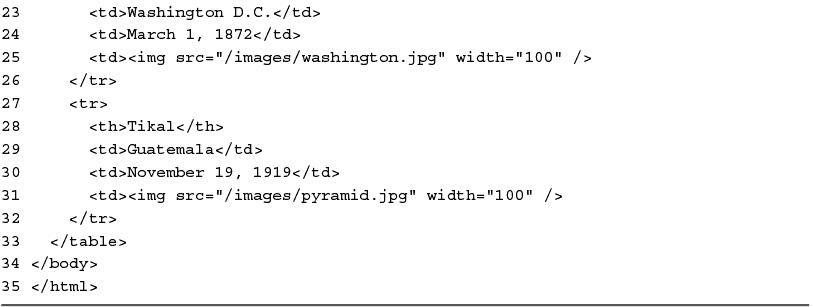 23       <td>Washington D.C.</td>
24       <td>March 1, 1872</td>
25       <td><img src="/images/washington.jpg" width="100" />
26     </tr>
27     <tr>
28       <th>Tikal</th>
29       <td>Guatemala</td>
30       <td>November 19, 1919</td>
31       <td><img src="/images/pyramid.jpg" width="100" />
32     </tr>
33   </table>
34 </body>
35 </html>